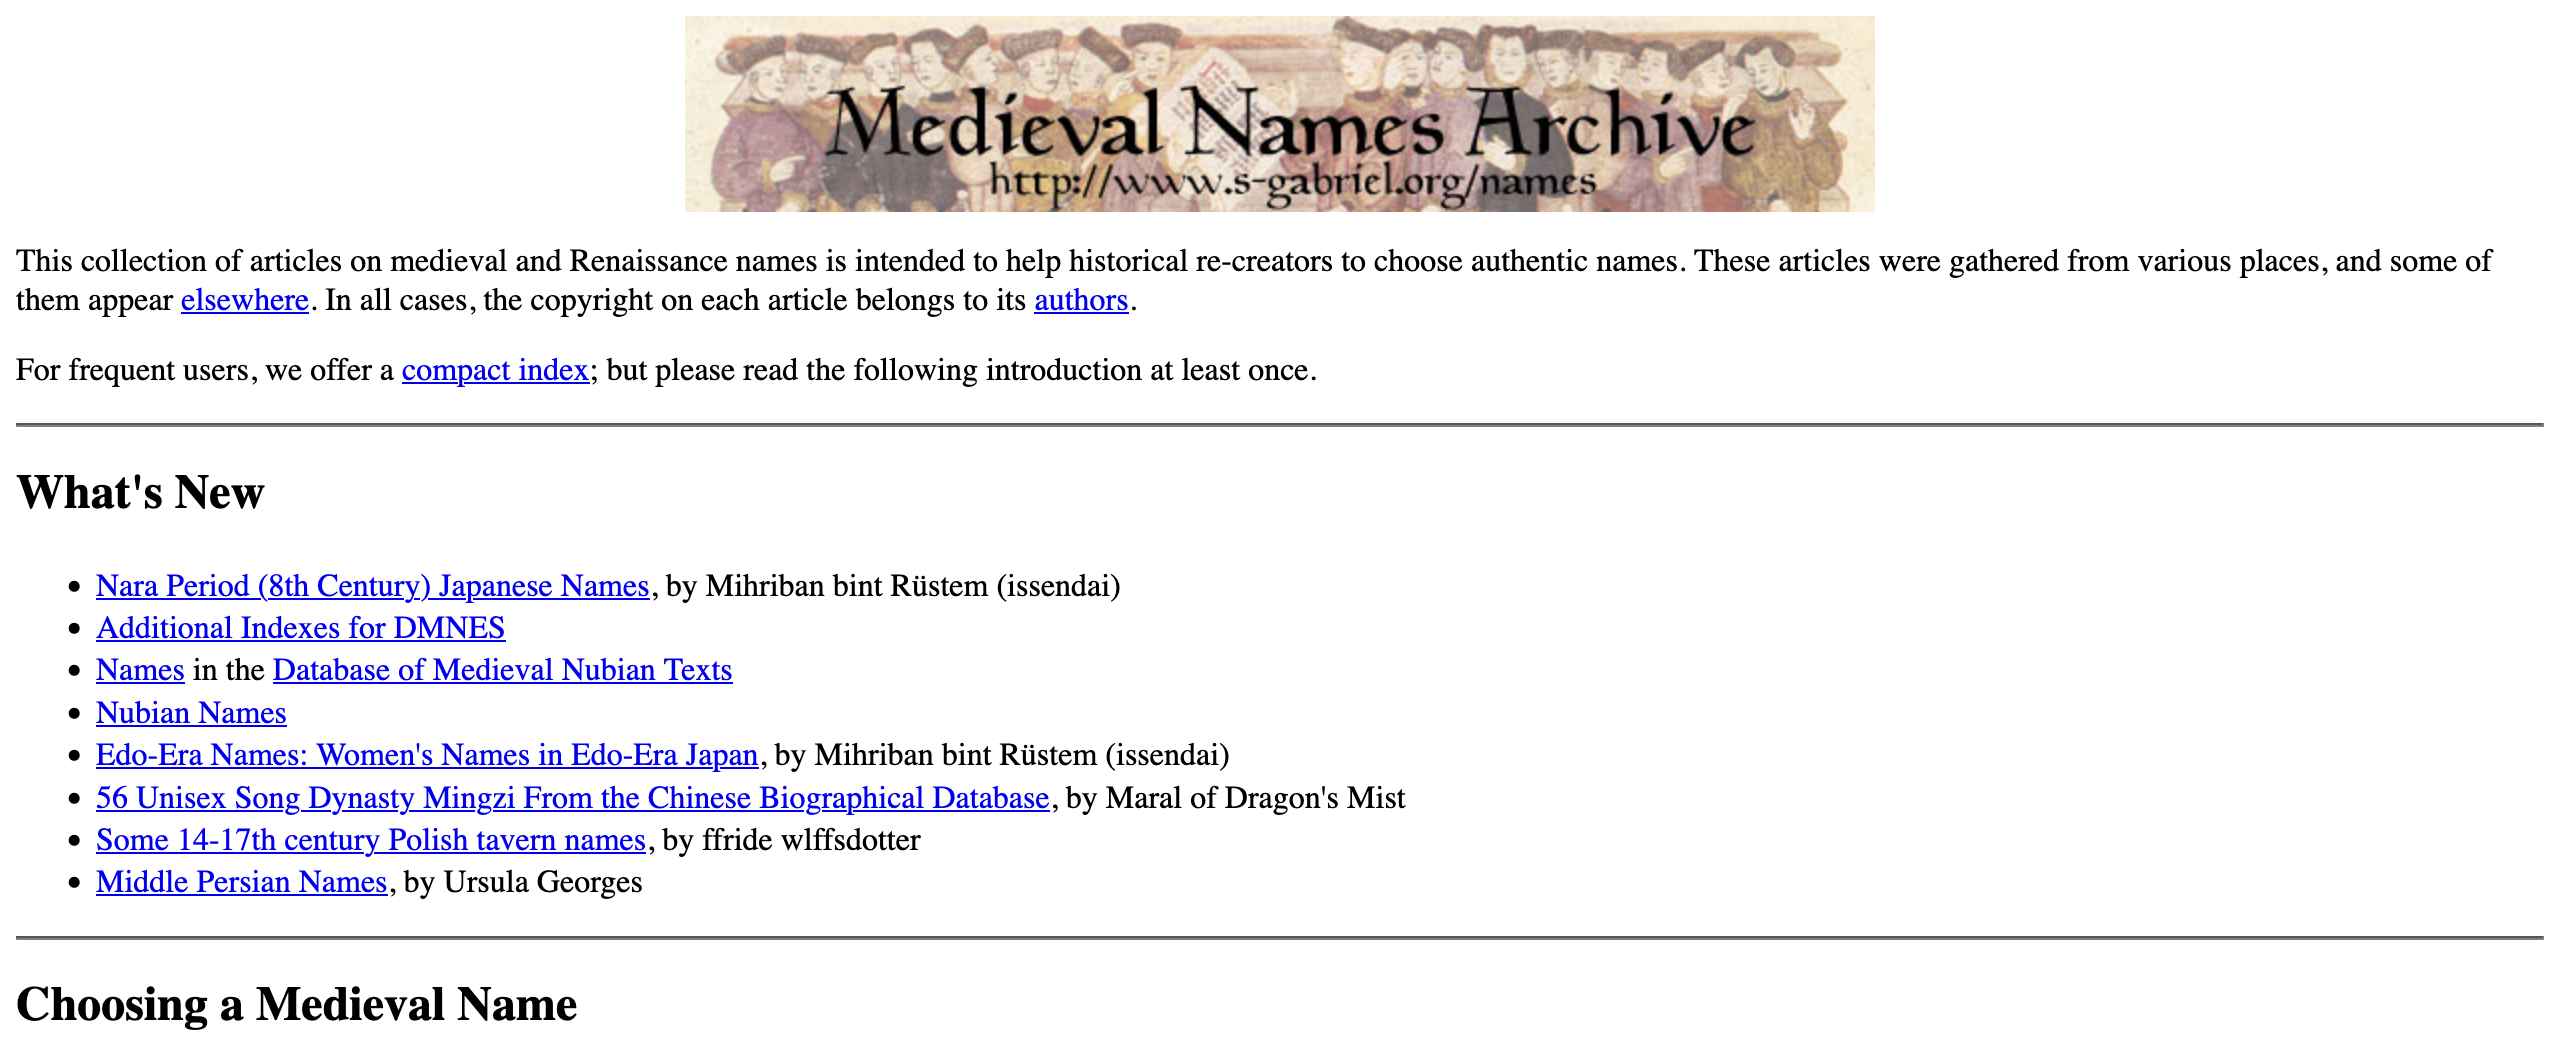 Medieval Names Archive
http://www.s-gabriel.org/names
This collection of articles on medieval and Renaissance names is intended to help historical re-creators to choose authentic names. These articles were gathered from various places, and some of
them appear elsewhere. In all cases, the copyright on each article belongs to its authors.
For frequent users, we offer a compact index; but please read the following introduction at least once.
What's New
Nara Period (8th Century) Japanese Names, by Mihriban bint Rüstem (issendai)
Additional Indexes for DMNES
Names in the Database of Medieval Nubian Texts
Nubian Names
Edo-Era Names: Women's Names in Edo-Era Japan, by Mihriban bint Rüstem (issendai)
56 Unisex Song Dynasty Mingzi From the Chinese Biographical Database, by Maral of Dragon's Mist
Some 14-17th century Polish tavern names, by ffride wlffsdotter
Middle Persian Names, by Ursula Georges
Choosing a Medieval Name